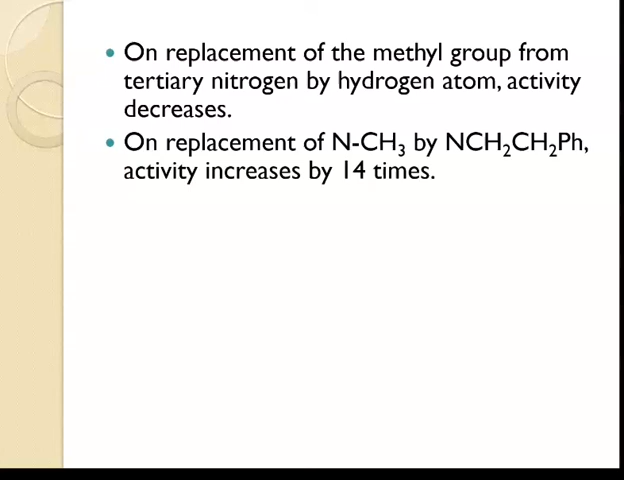 • On replacement of the methyl group from
tertiary nitrogen by hydrogen atom, activity
decreases.
• On replacement of N-CH₃ by NCH₂CH₂Ph,
activity increases by 14 times.